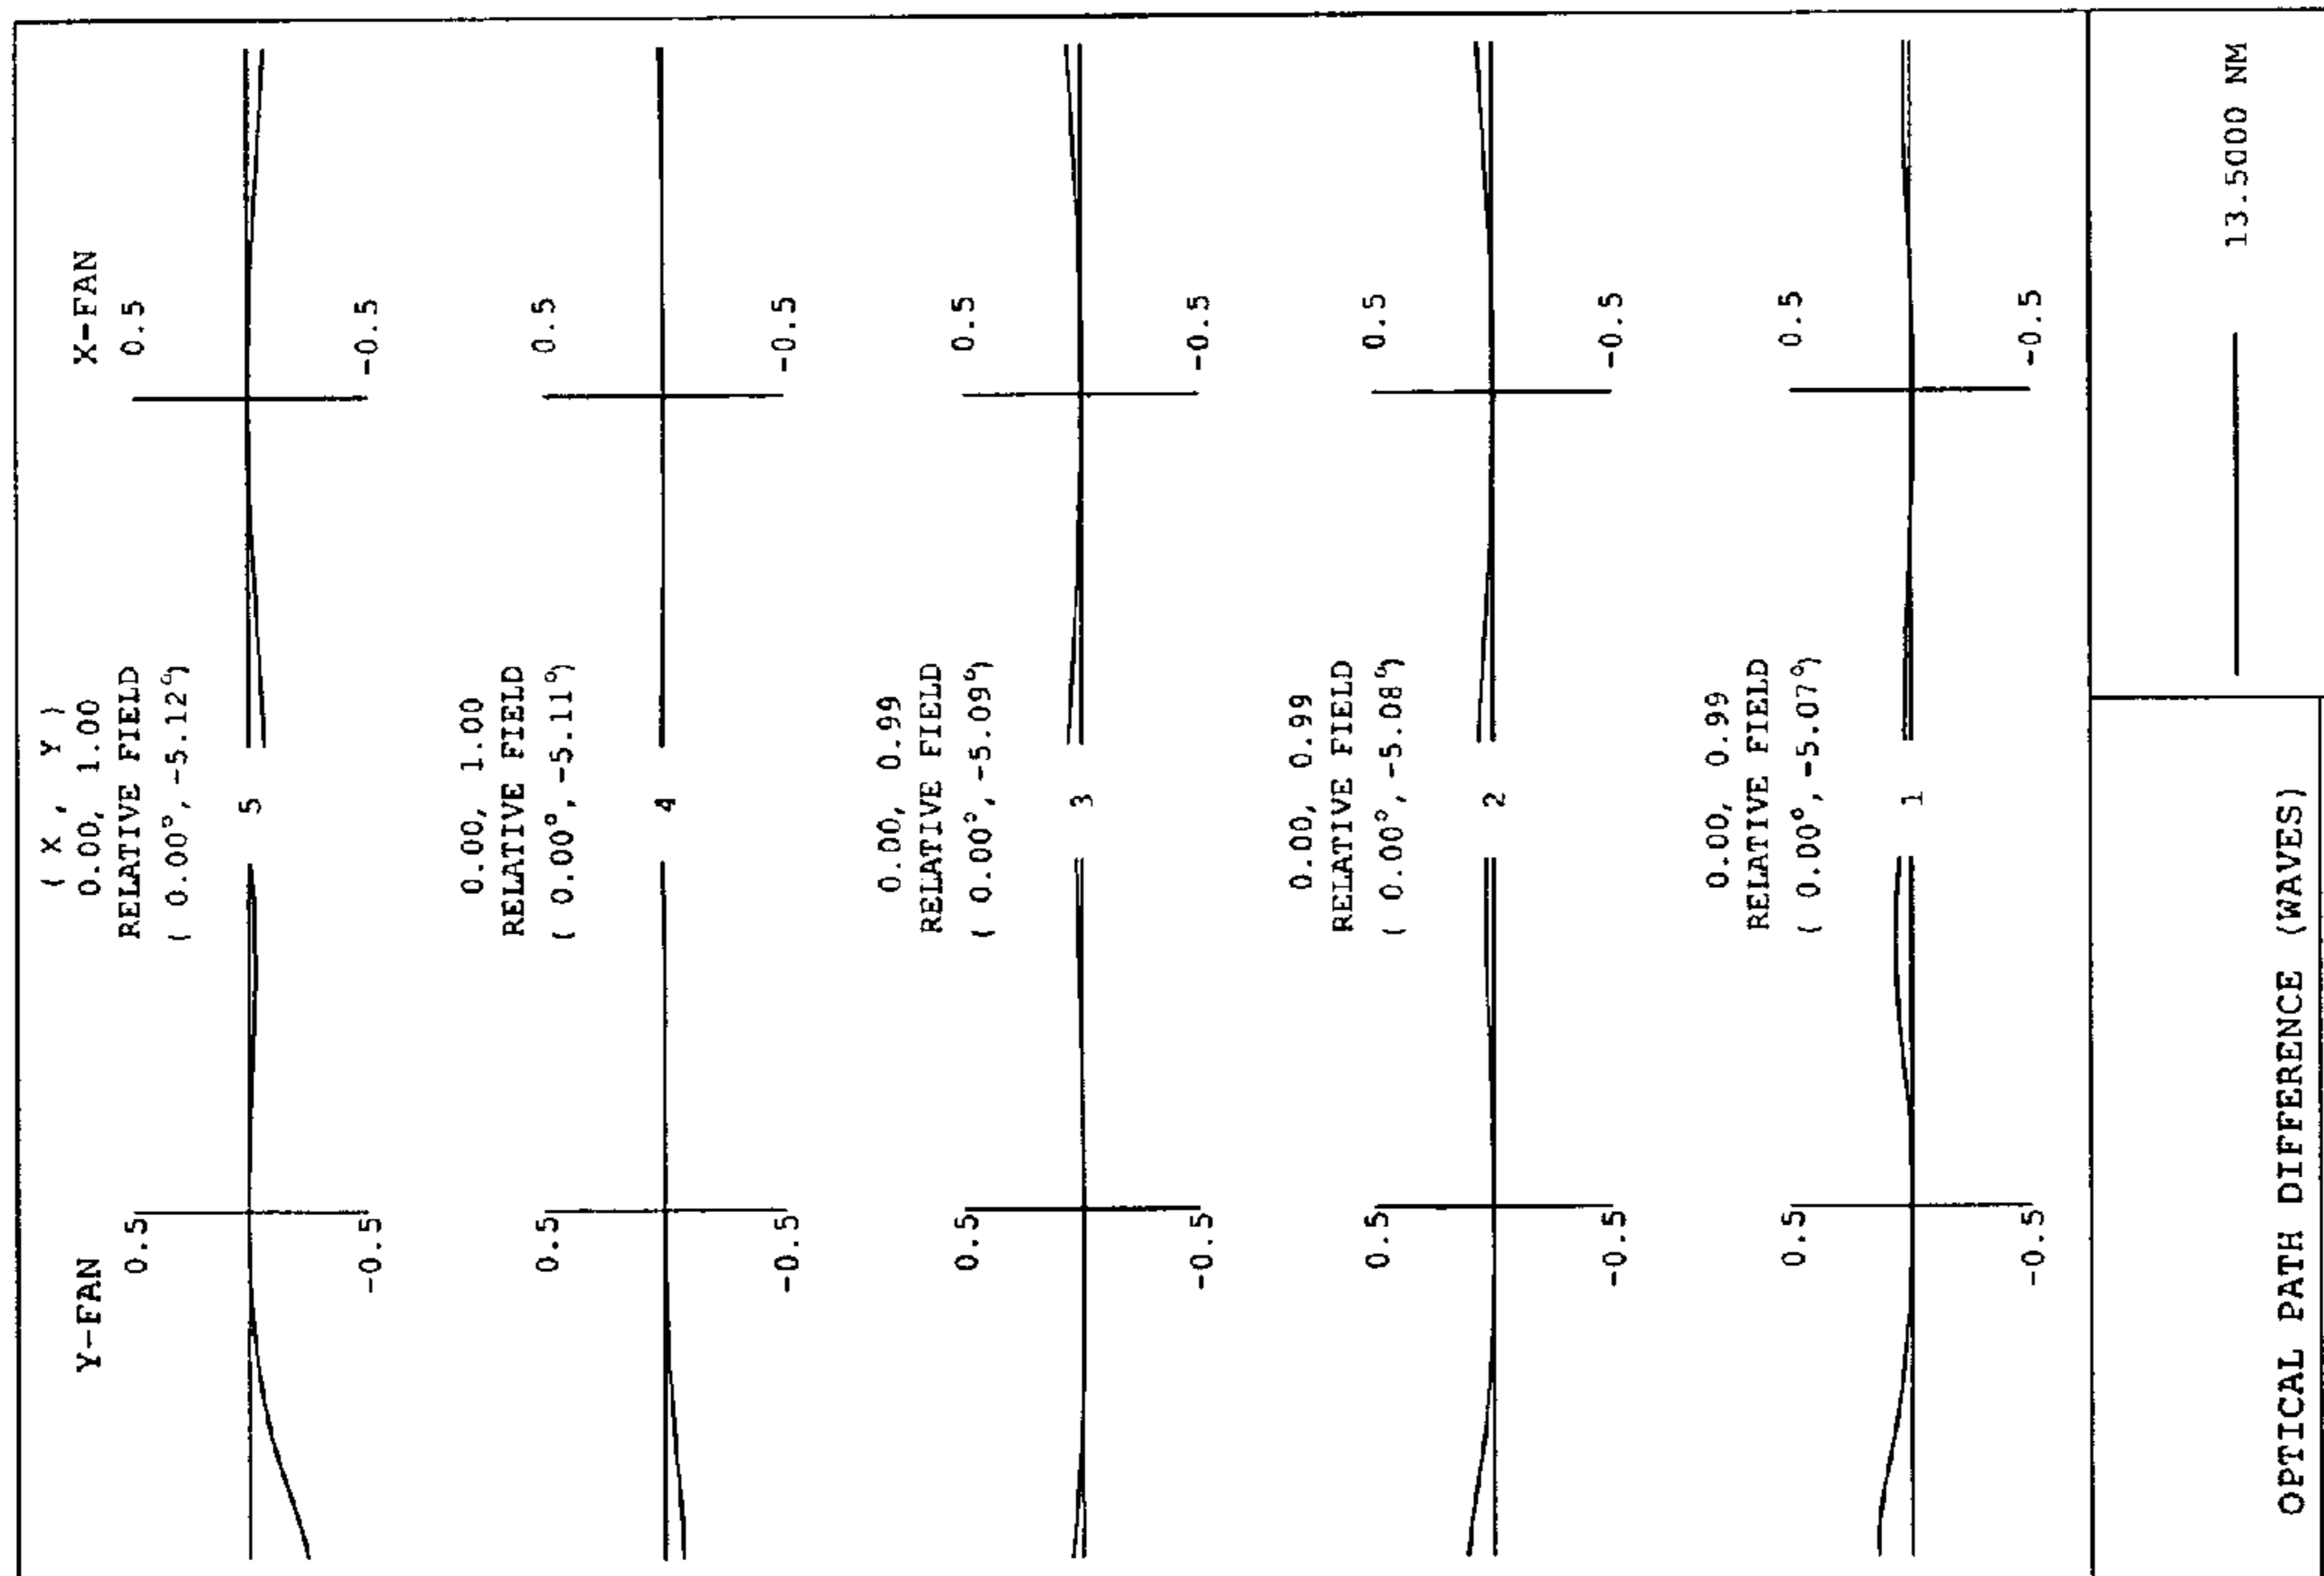 ( X , Y )
Y-FAN
0.00, 1.00
X-FAN
0.5
RELATIVE FIELD
0.5
( 0.00°, -5.12°)
5
-0.5
-0.5
0.00, 1.00
0.5
RELATIVE FIELD
0.5
( 0.00°, -5.11°)
4
-0.5
-0.5
0.00, 0.99
0.5
RELATIVE FIELD
0.5
( 0.00°, -5.09°)
3
-0.5
-0.5
0.00, 0.99
0.5
RELATIVE FIELD
0.5
( 0.00°, -5.08°)
2
-0.5
-0.5
0.00, 0.99
0.5
RELATIVE FIELD
0.5
( 0.00°, -5.07°)
1
-0.5
-0.5
13.5000 NM
OPTICAL PATH DIFFERENCE (WAVES)